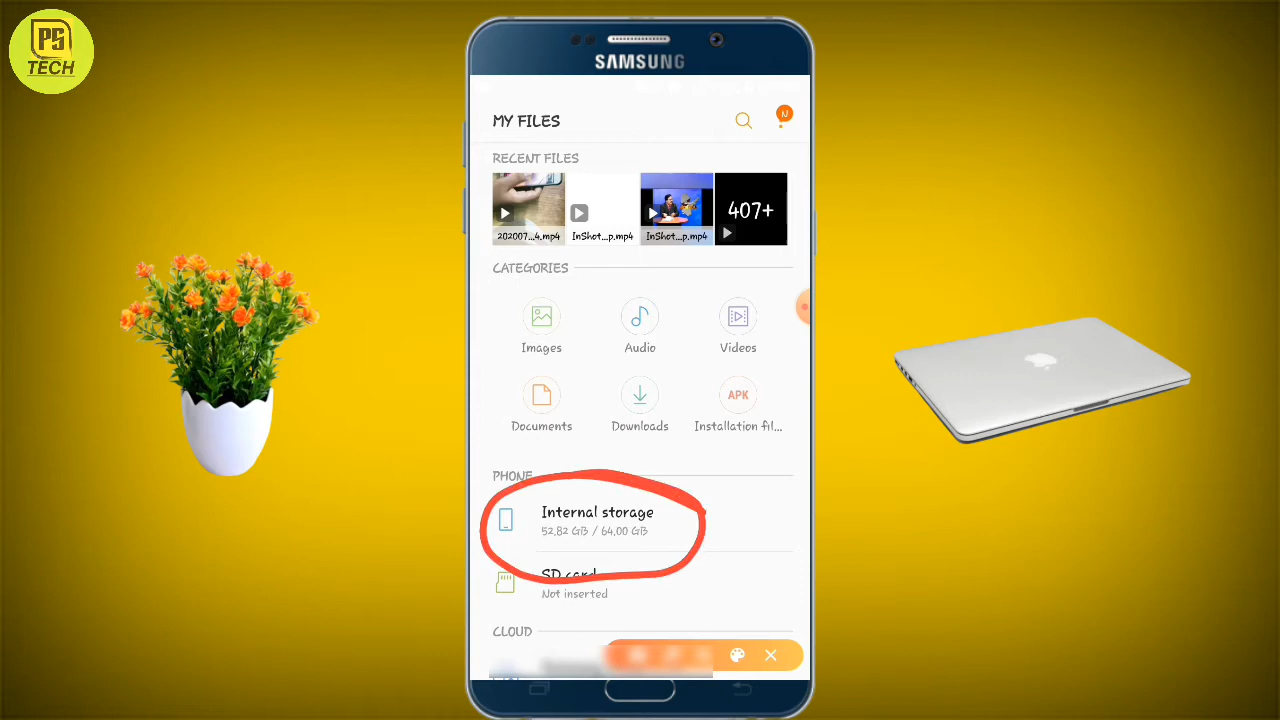 PS
TECH
SAMSUNG
MY FILES
N
RECENT FILES
202007...4.mp4
InShot...p.mp4
InShot...p.mp4
407+
CATEGORIES
Images
Audio
Videos
APK
Documents
Downloads
Installation fil...
PHONE
Internal storage
52.82 GB / 64.00 GB
SD card
Not inserted
CLOUD